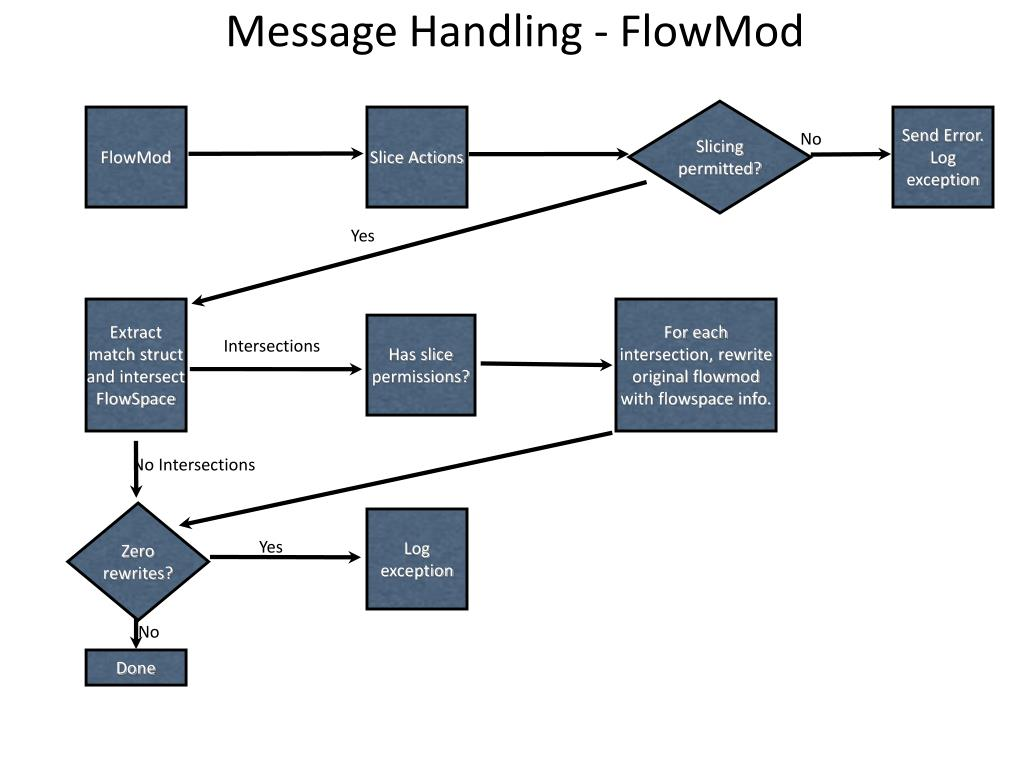 Message Handling - FlowMod
FlowMod
Slice Actions
Slicing
permitted?
No
Send Error.
Log
exception
Yes
Extract
match struct
and intersect
FlowSpace
Intersections
Has slice
permissions?
For each
intersection, rewrite
original flowmod
with flowspace info.
No Intersections
Zero
rewrites?
Yes
Log
exception
No
Done